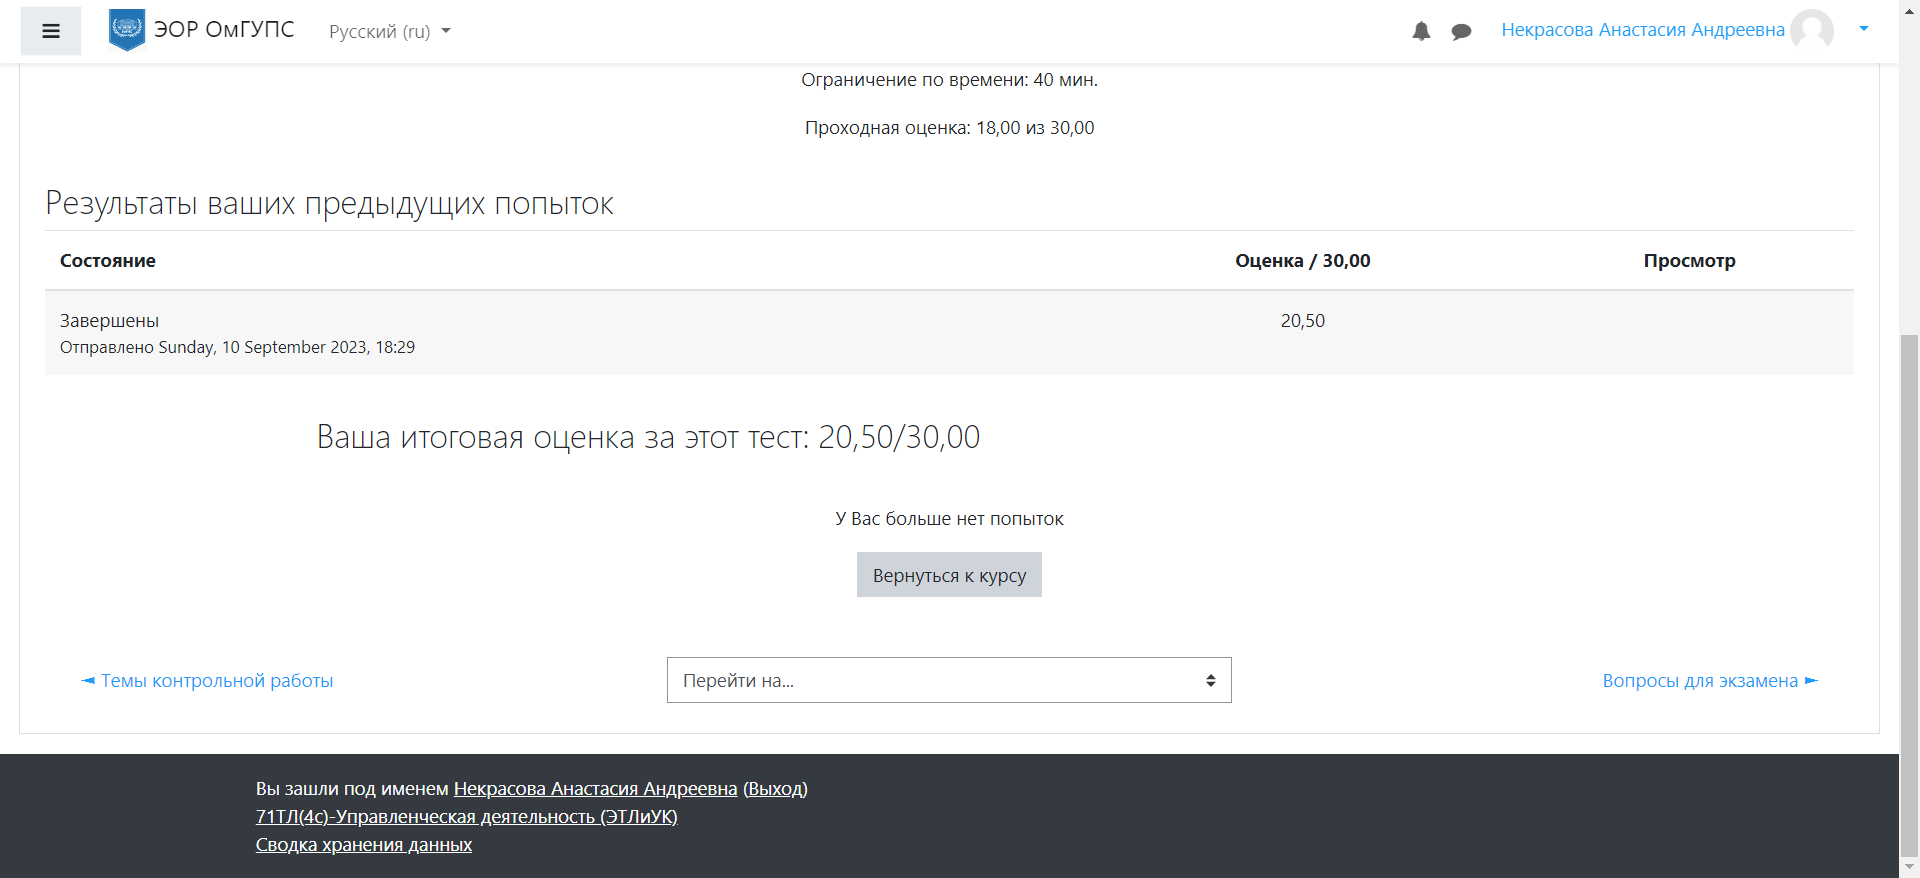 ЭОР ОмГУПС Русский (ru) Некрасова Анастасия Андреевна
Ограничение по времени: 40 мин.
Проходная оценка: 18,00 из 30,00
Результаты ваших предыдущих попыток
Состояние Оценка / 30,00 Просмотр
Завершены 20,50
Отправлено Sunday, 10 September 2023, 18:29
Ваша итоговая оценка за этот тест: 20,50/30,00
У Вас больше нет попыток
Вернуться к курсу
◄ Темы контрольной работы Перейти на... Вопросы для экзамена ►
Вы зашли под именем Некрасова Анастасия Андреевна (Выход)
71ТЛ(4с)-Управленческая деятельность (ЭТЛиУК)
Сводка хранения данных